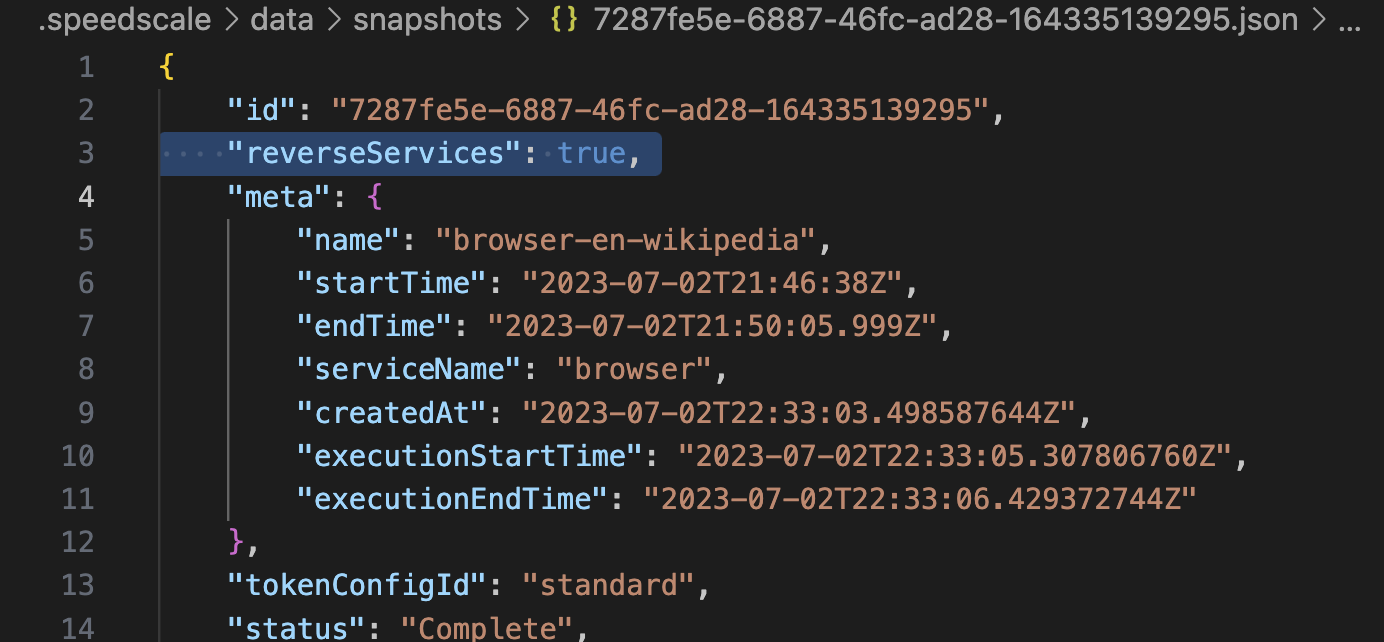 .speedscale > data > snapshots > {} 7287fe5e-6887-46fc-ad28-164335139295.json > ...
1 {
2 "id": "7287fe5e-6887-46fc-ad28-164335139295",
3 "reverseServices": true,
4 "meta": {
5 "name": "browser-en-wikipedia",
6 "startTime": "2023-07-02T21:46:38Z",
7 "endTime": "2023-07-02T21:50:05.999Z",
8 "serviceName": "browser",
9 "createdAt": "2023-07-02T22:33:03.498587644Z",
10 "executionStartTime": "2023-07-02T22:33:05.307806760Z",
11 "executionEndTime": "2023-07-02T22:33:06.429372744Z"
12 },
13 "tokenConfigId": "standard",
14 "status": "Complete",